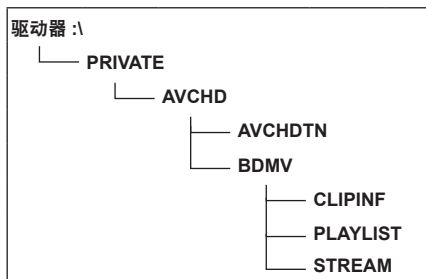 驱动器 :\
PRIVATE
AVCHD
AVCHDTN
BDMV
CLIPINF
PLAYLIST
STREAM